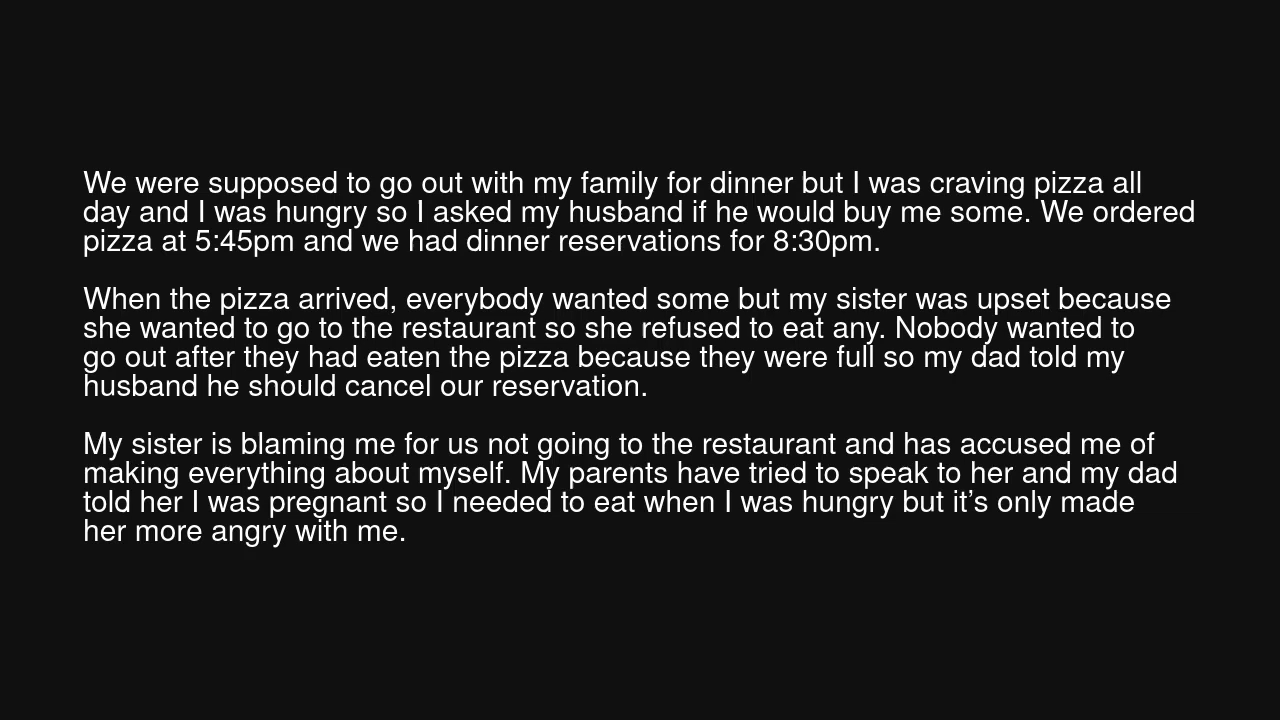 We were supposed to go out with my family for dinner but I was craving pizza all
day and I was hungry so I asked my husband if he would buy me some. We ordered
pizza at 5:45pm and we had dinner reservations for 8:30pm.
When the pizza arrived, everybody wanted some but my sister was upset because
she wanted to go to the restaurant so she refused to eat any. Nobody wanted to
go out after they had eaten the pizza because they were full so my dad told my
husband he should cancel our reservation.
My sister is blaming me for us not going to the restaurant and has accused me of
making everything about myself. My parents have tried to speak to her and my dad
told her I was pregnant so I needed to eat when I was hungry but it’s only made
her more angry with me.